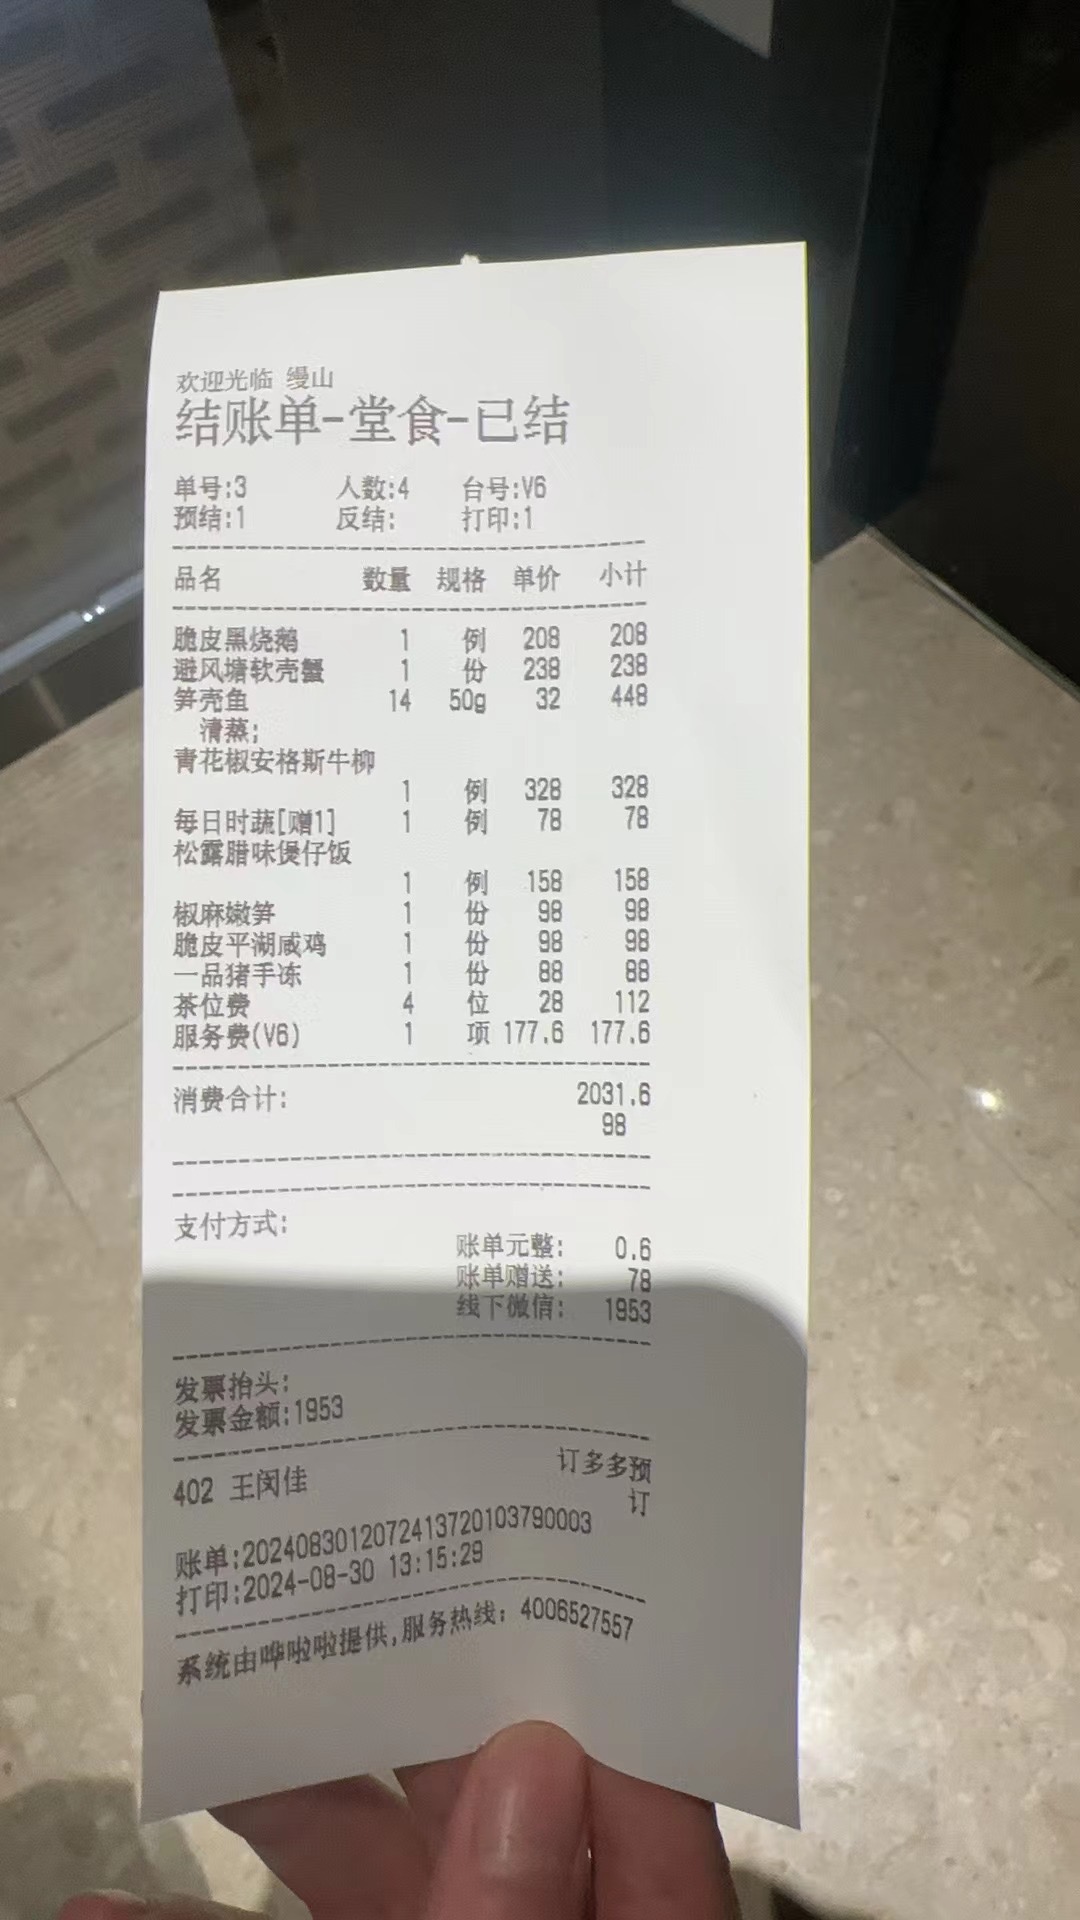 欢迎光临 缦山
结账单-堂食-已结
单号:3 人数:4 台号:V6
预结:1 反结: 打印:1
品名 数量 规格 单价 小计
脆皮黑烧鹅 1 例 208 208
避风塘软壳蟹 1 份 238 238
笋壳鱼 14 50g 32 448
清蒸;
青花椒安格斯牛柳
1 例 328 328
每日时蔬[赠1] 1 例 78 78
松露腊味煲仔饭
1 例 158 158
椒麻嫩笋 1 份 98 98
脆皮平湖咸鸡 1 份 98 98
一品猪手冻 1 份 88 88
茶位费 4 位 28 112
服务费(V6) 1 项 177.6 177.6
消费合计: 2031.6
98
支付方式:
账单元整: 0.6
账单赠送: 78
线下微信: 1953
发票抬头:
发票金额:1953
402 王闵佳 订多多预
订
账单:2024083012072413720103790003
打印:2024-08-30 13:15:29
系统由哗啦啦提供,服务热线: 4006527557